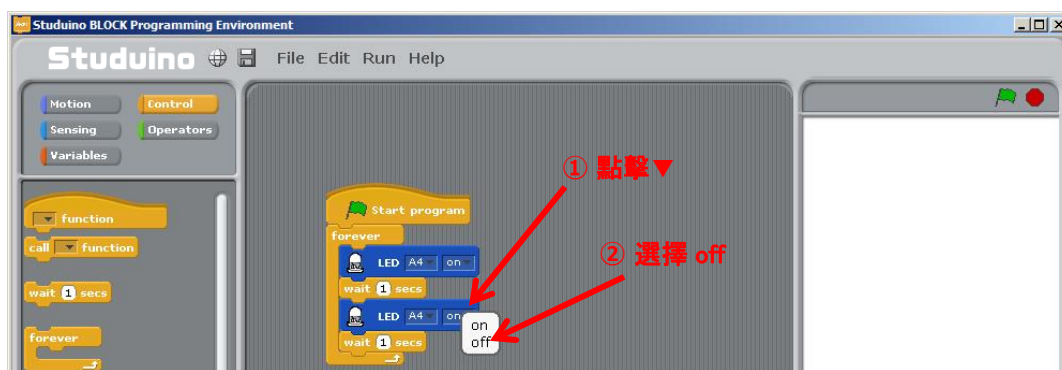 Studuino BLOCK Programming Environment
Studuino File Edit Run Help
Motion Control
Sensing Operators
Variables
function
call function
wait 1 secs
forever
Start program
forever
LED A4 on
wait 1 secs
LED A4 on
wait 1 secs
on
off
① 點擊▼
② 選擇 off